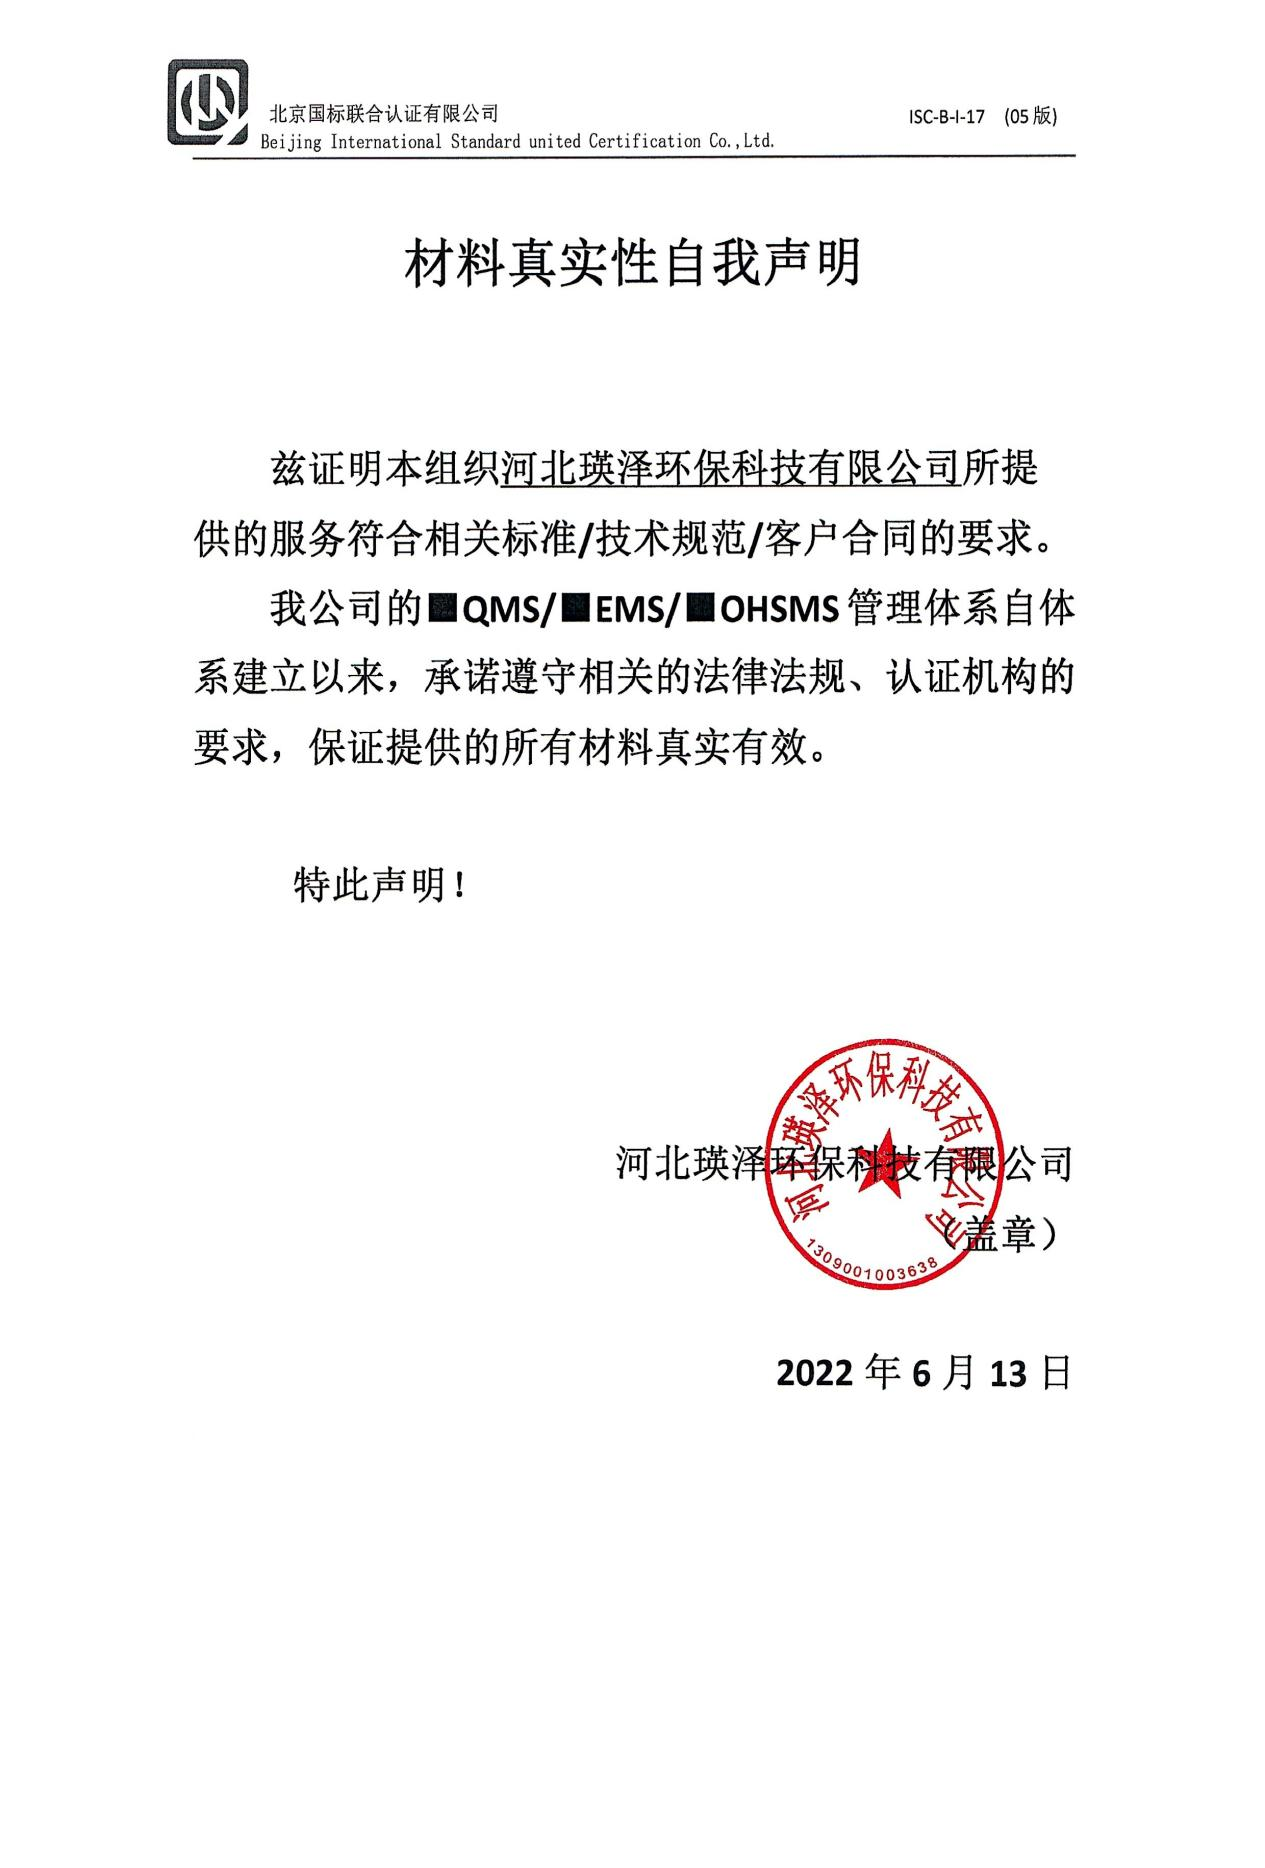 北京国标联合认证有限公司
ISC-B-I-17 (05版)
Beijing International Standard united Certification Co.,Ltd.
材料真实性自我声明
兹证明本组织河北瑛泽环保科技有限公司所提
供的服务符合相关标准/技术规范/客户合同的要求。
我公司的■QMS/■EMS/■OHSMS管理体系自体
系建立以来，承诺遵守相关的法律法规、认证机构的
要求，保证提供的所有材料真实有效。
特此声明！
河北瑛泽环保科技有限公司
河北瑛泽环保科技有限公司
（盖章）
1309001003638
2022 年 6 月 13 日